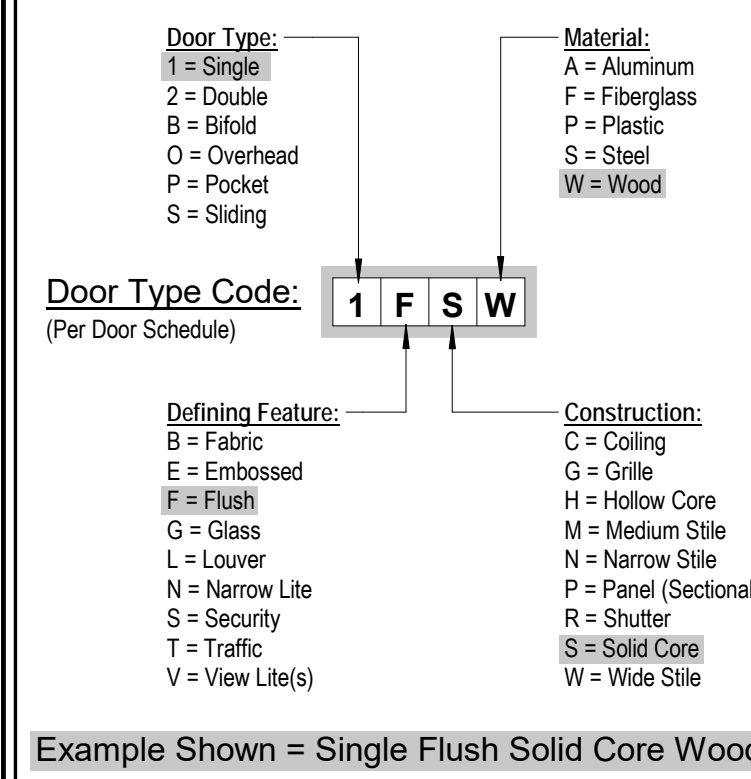 Door Type:
1 = Single
2 = Double
B = Bifold
O = Overhead
P = Pocket
S = Sliding
Material:
A = Aluminum
F = Fiberglass
P = Plastic
S = Steel
W = Wood
Door Type Code:
(Per Door Schedule)
1 F S W
Defining Feature:
B = Fabric
E = Embossed
F = Flush
G = Glass
L = Louver
N = Narrow Lite
S = Security
T = Traffic
V = View Lite(s)
Construction:
C = Coiling
G = Grille
H = Hollow Core
M = Medium Stile
N = Narrow Stile
P = Panel (Sectional
R = Shutter
S = Solid Core
W = Wide Stile
Example Shown = Single Flush Solid Core Wood